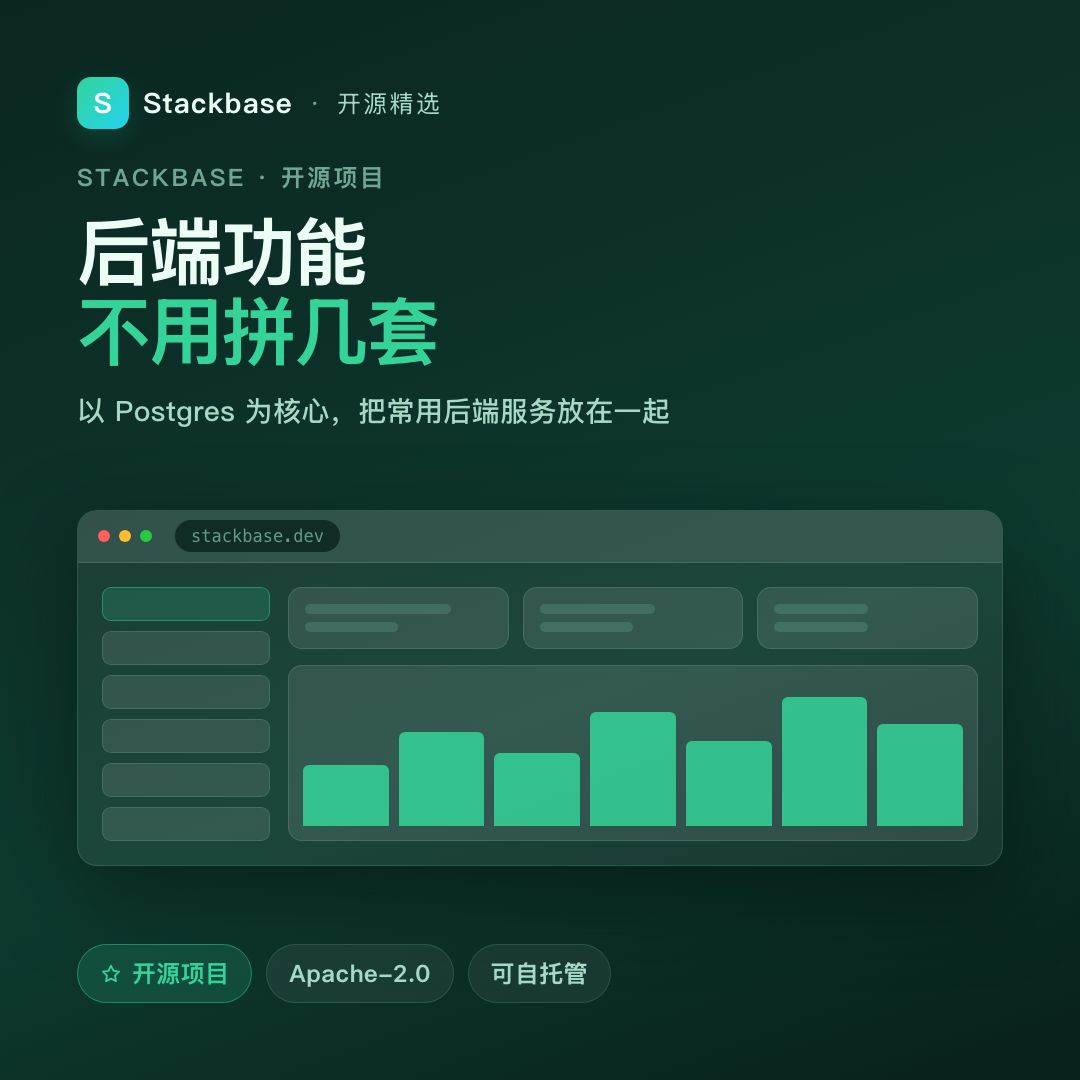 S Stackbase · 开源精选
STACKBASE · 开源项目
后端功能
不用拼几套
以 Postgres 为核心，把常用后端服务放在一起
stackbase.dev
☆ 开源项目 Apache–2.0 可自托管